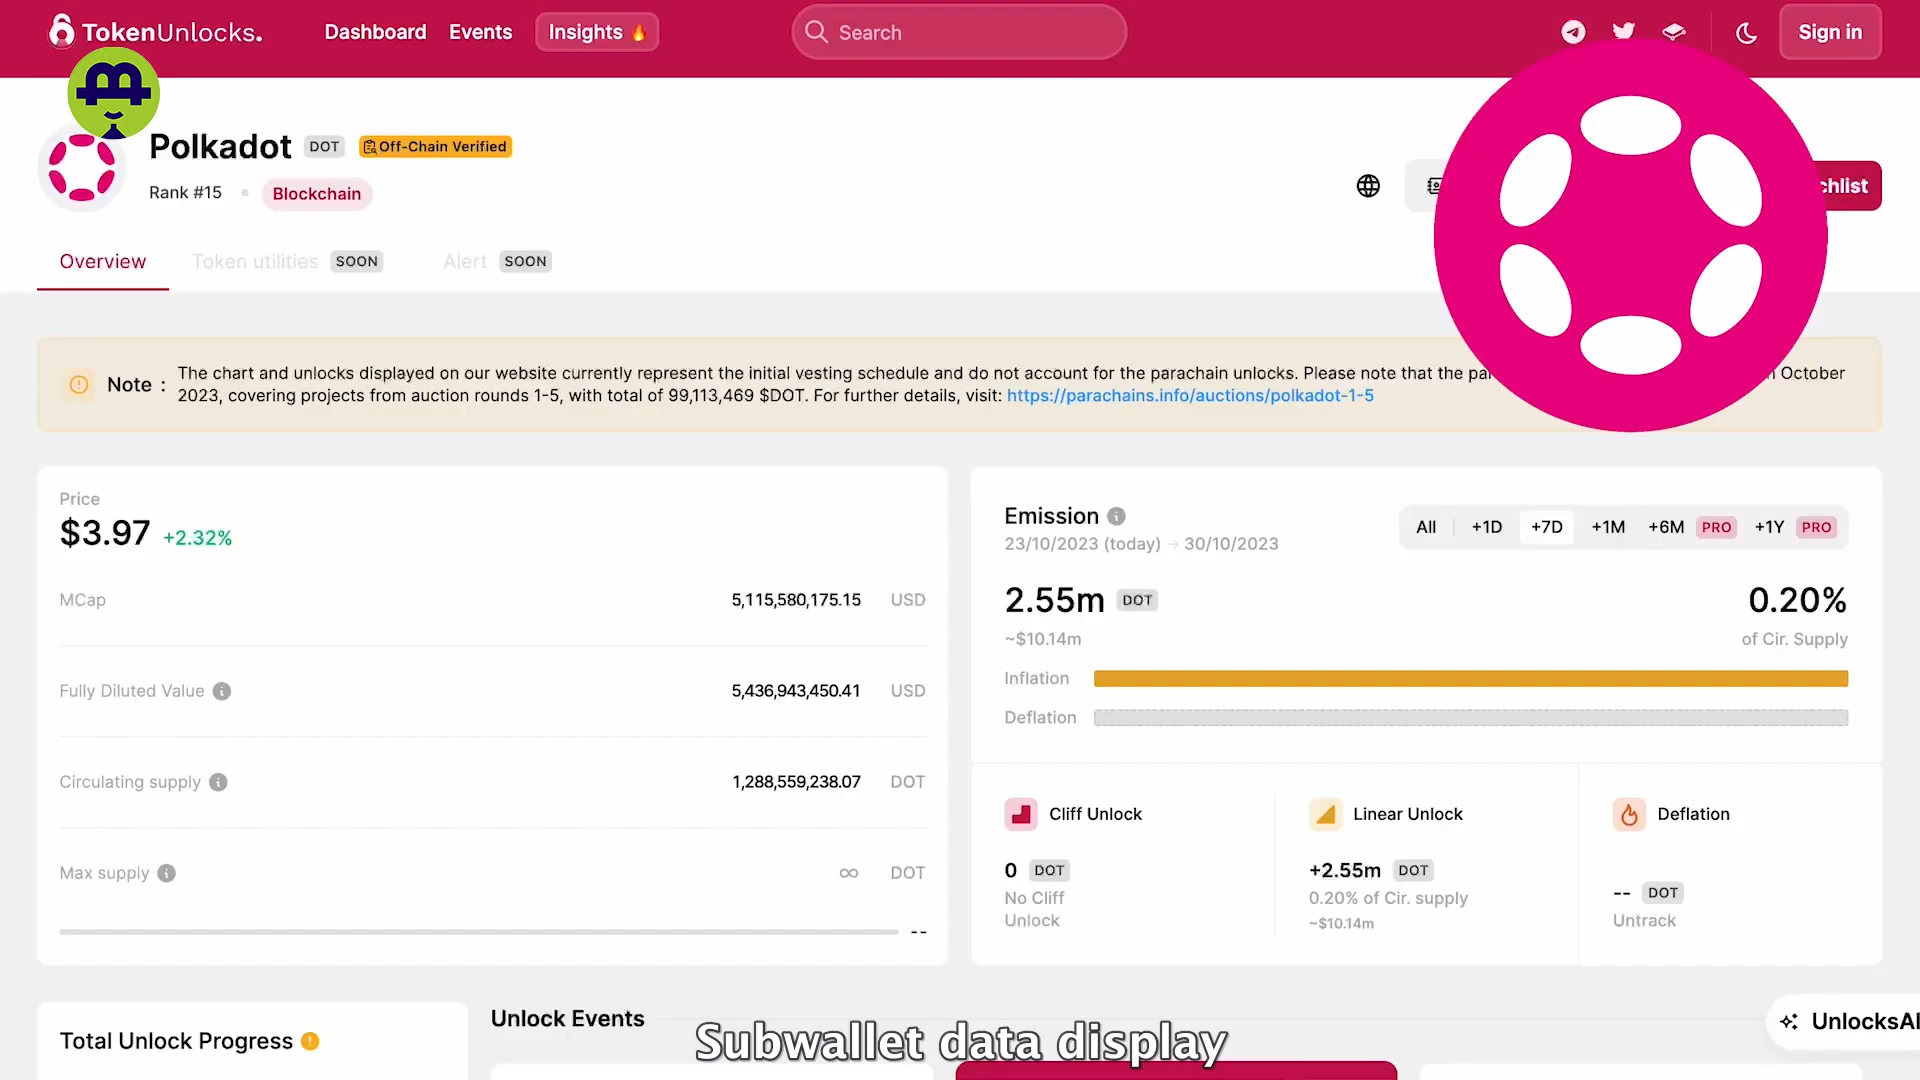 TokenUnlocks.
Dashboard
Events
Insights
Search
Sign in
Polkadot
DOT
Off-Chain Verified
Rank #15
Blockchain
chlist
Overview
Token utilities
SOON
Alert
SOON
Note :
The chart and unlocks displayed on our website currently represent the initial vesting schedule and do not account for the parachain unlocks. Please note that the October
2023, covering projects from auction rounds 1-5, with total of 99,113,469 $DOT. For further details, visit: https://parachains.info/auctions/polkadot-1-5
Price
$3.97 +2.32%
MCap 5,115,580,175.15 USD
Fully Diluted Value 5,436,943,450.41 USD
Circulating supply 1,288,559,238.07 DOT
Max supply ∞ DOT
--
Emission
23/10/2023 (today) → 30/10/2023
All +1D +7D +1M +6M PRO +1Y PRO
2.55m DOT
0.20%
~$10.14m
of Cir. Supply
Inflation
Deflation
Cliff Unlock
0 DOT
No Cliff
Unlock
Linear Unlock
+2.55m DOT
0.20% of Cir. supply
~$10.14m
Deflation
-- DOT
Untrack
Total Unlock Progress
Unlock Events
UnlocksAI
Subwallet data display